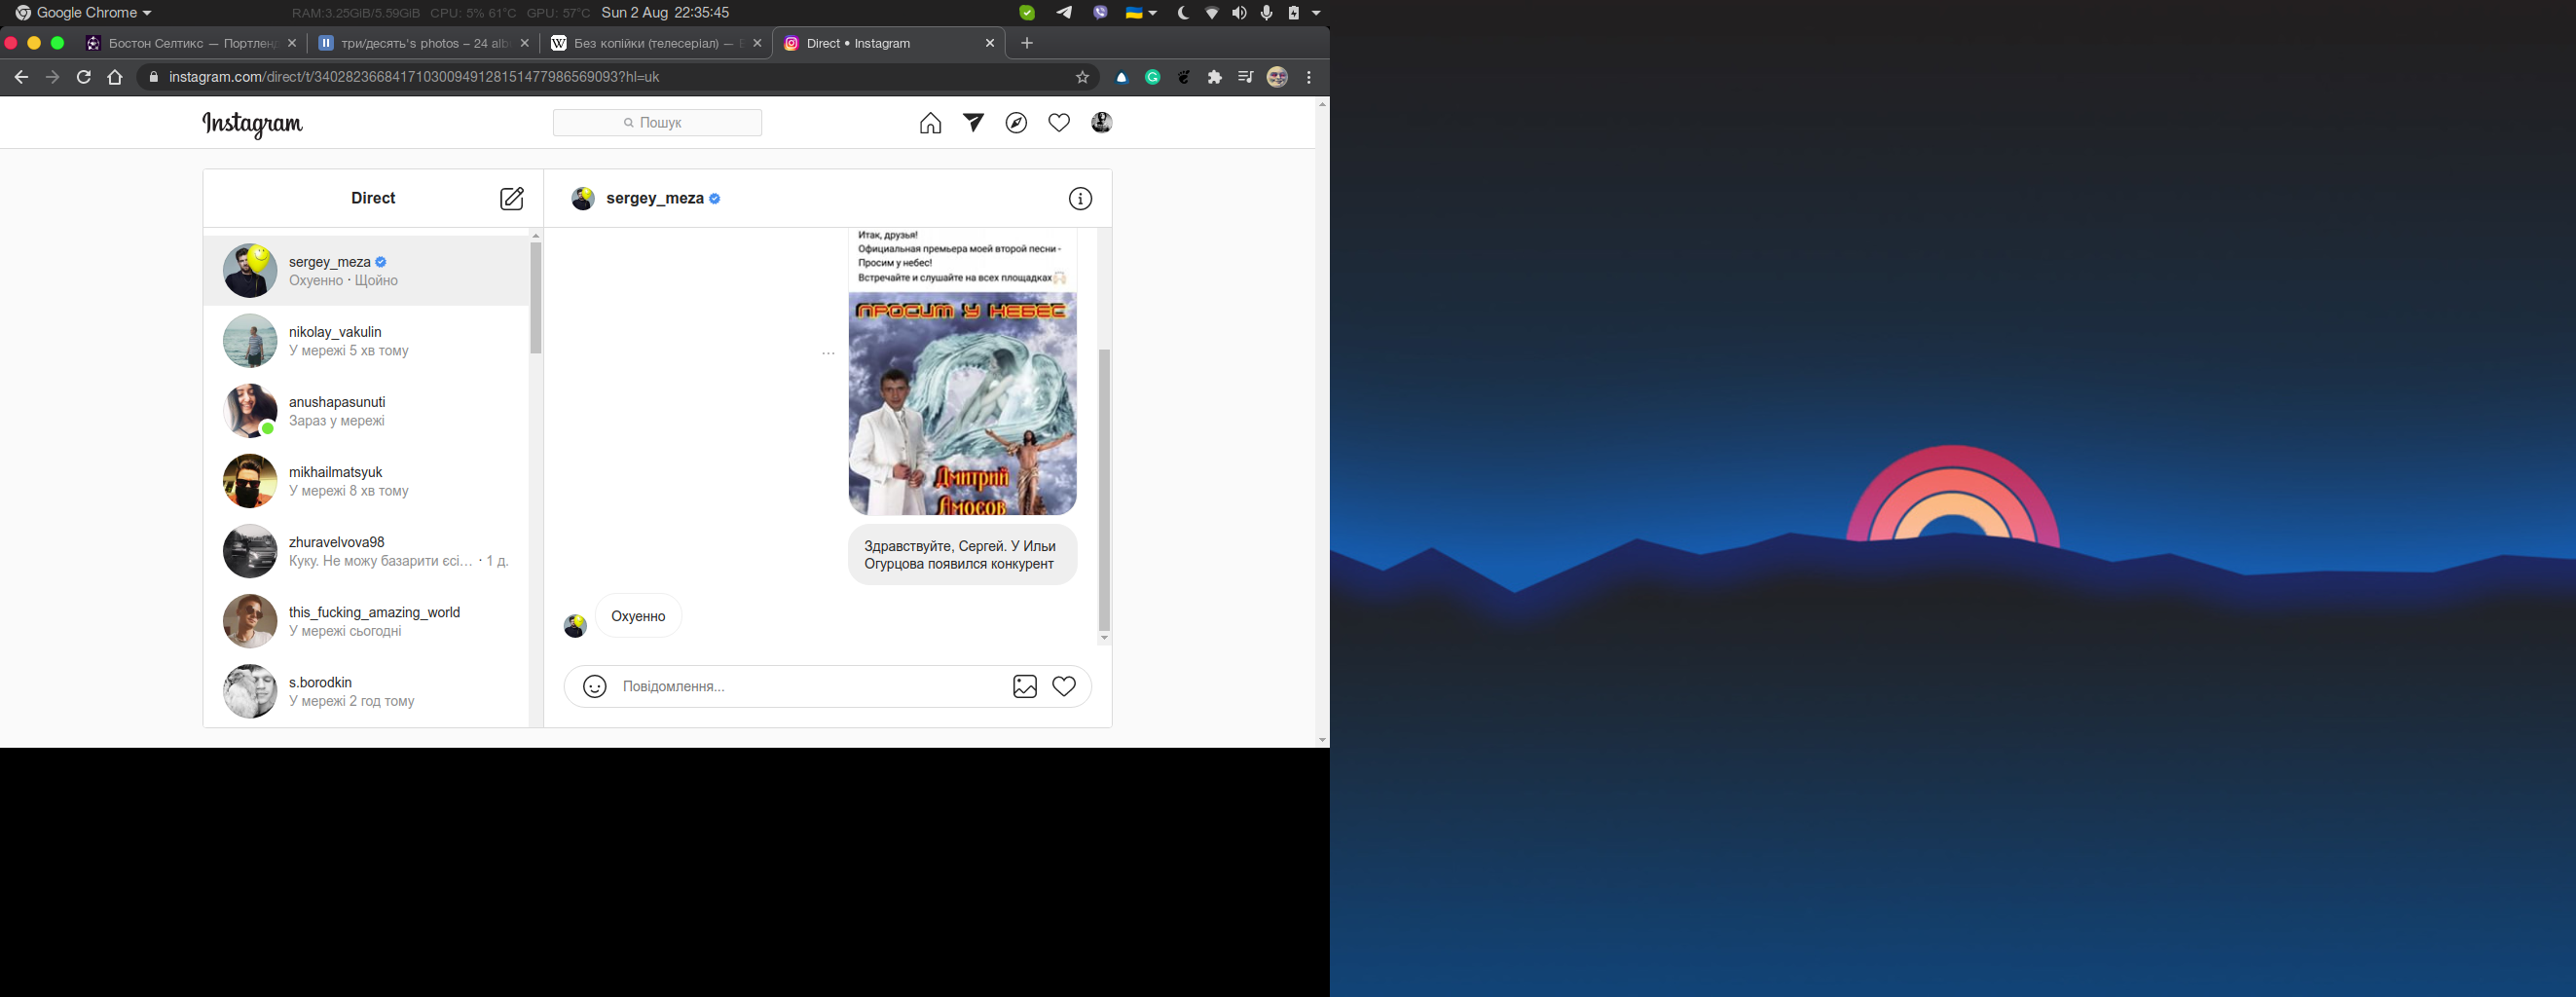 Google Chrome
RAM:3.25GiB/5.59GiB CPU: 5% 61°C GPU: 57°C
Sun 2 Aug 22:35:45
Бостон Селтикс — Портленд
три/десять's photos – 24 alb
Без копійки (телесеріал) —
Direct • Instagram
instagram.com/direct/t/340282366841710300949128151477986569093?hl=uk
Instagram
Пошук
Direct
sergey_meza
sergey_meza
Охуенно · Щойно
nikolay_vakulin
У мережі 5 хв тому
anushapasunuti
Зараз у мережі
mikhailmatsyuk
У мережі 8 хв тому
zhuravelvova98
Куку. Не можу базарити єсі... · 1 д.
this_fucking_amazing_world
У мережі сьогодні
s.borodkin
У мережі 2 год тому
Итак, друзья!
Официальная премьера моей второй песни -
Просим у небес!
Встречайте и слушайте на всех площадках
ПРОСИМ У НЕБЕС
Дмитрий
Амосов
Здравствуйте, Сергей. У Ильи
Огурцова появился конкурент
Охуенно
Повідомлення...